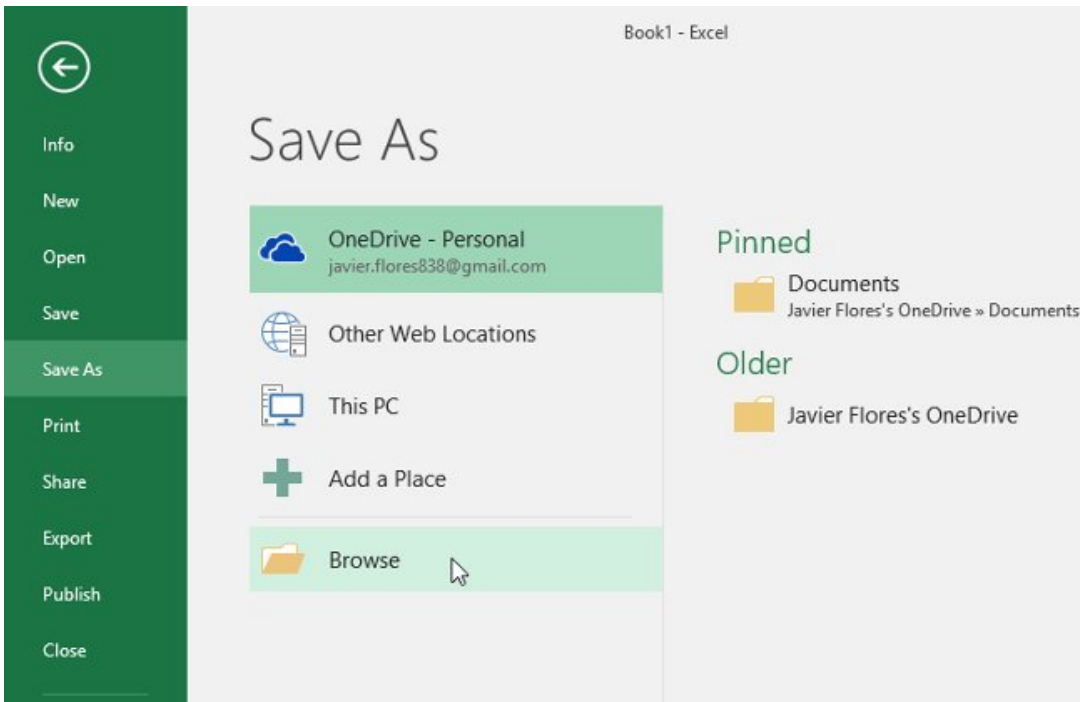 Book1 - Excel
Info
New
Open
Save
Save As
Print
Share
Export
Publish
Close
Save As
OneDrive - Personal
javier.flores838@gmail.com
Other Web Locations
This PC
Add a Place
Browse
Pinned
Documents
Javier Flores's OneDrive » Documents
Older
Javier Flores's OneDrive